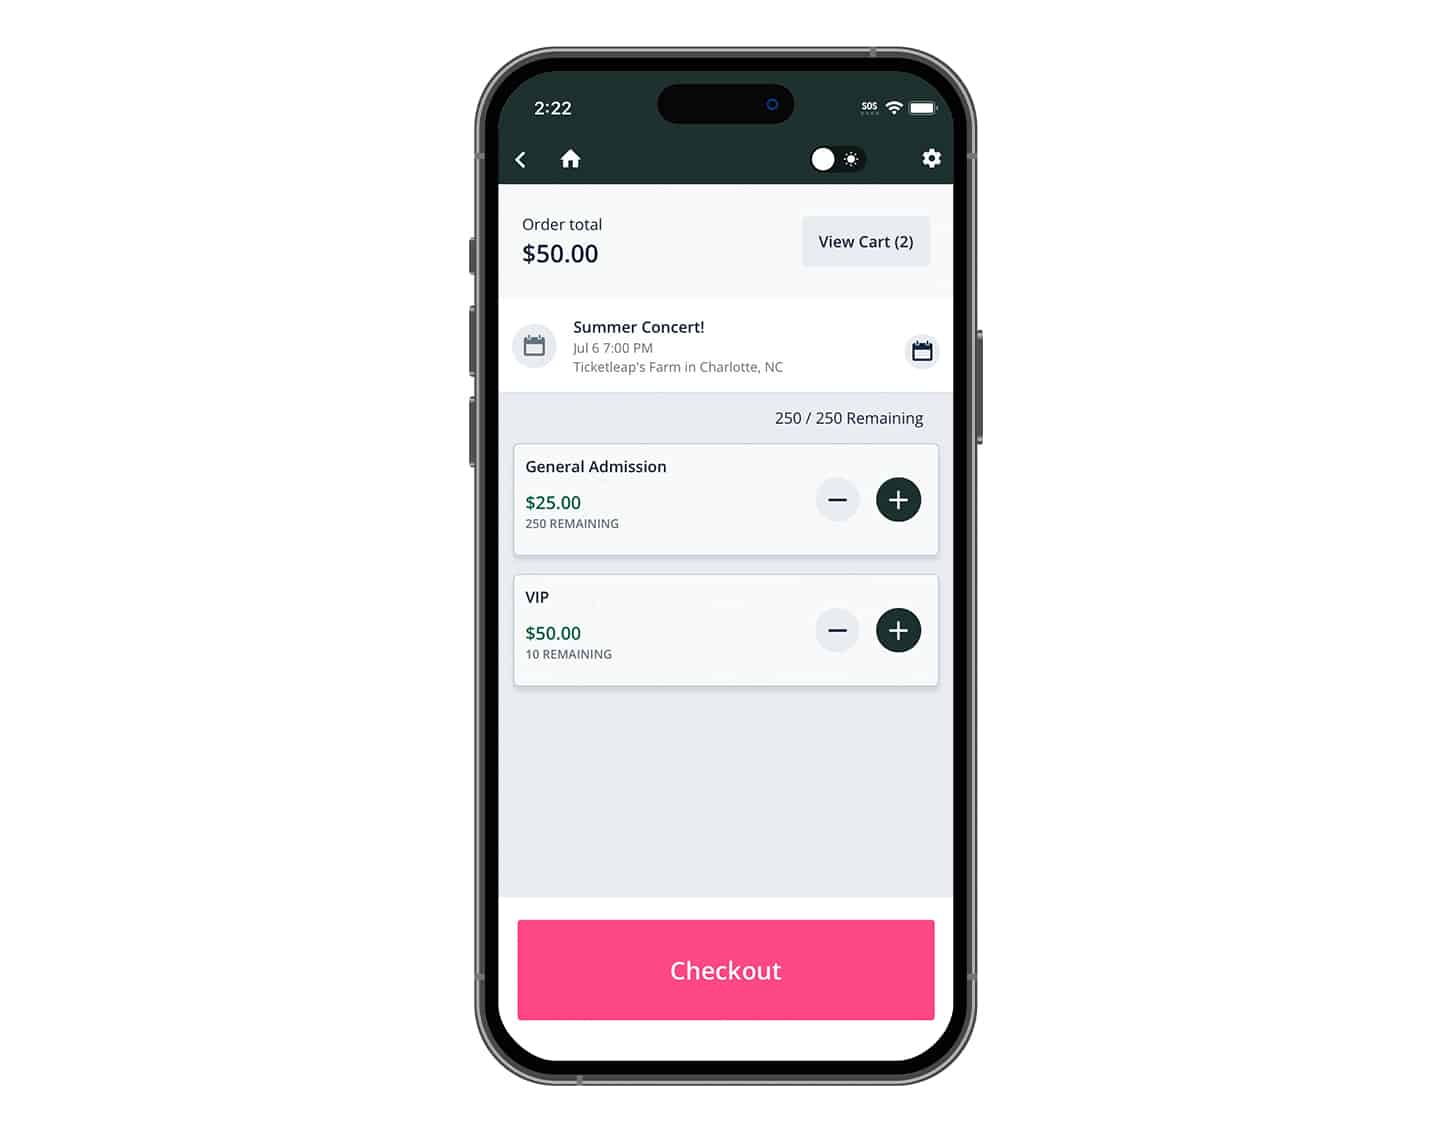 2:22
SOS
Order total
$50.00
View Cart (2)
Summer Concert!
Jul 6 7:00 PM
Ticketleap's Farm in Charlotte, NC
250 / 250 Remaining
General Admission
$25.00
250 REMAINING
VIP
$50.00
10 REMAINING
Checkout